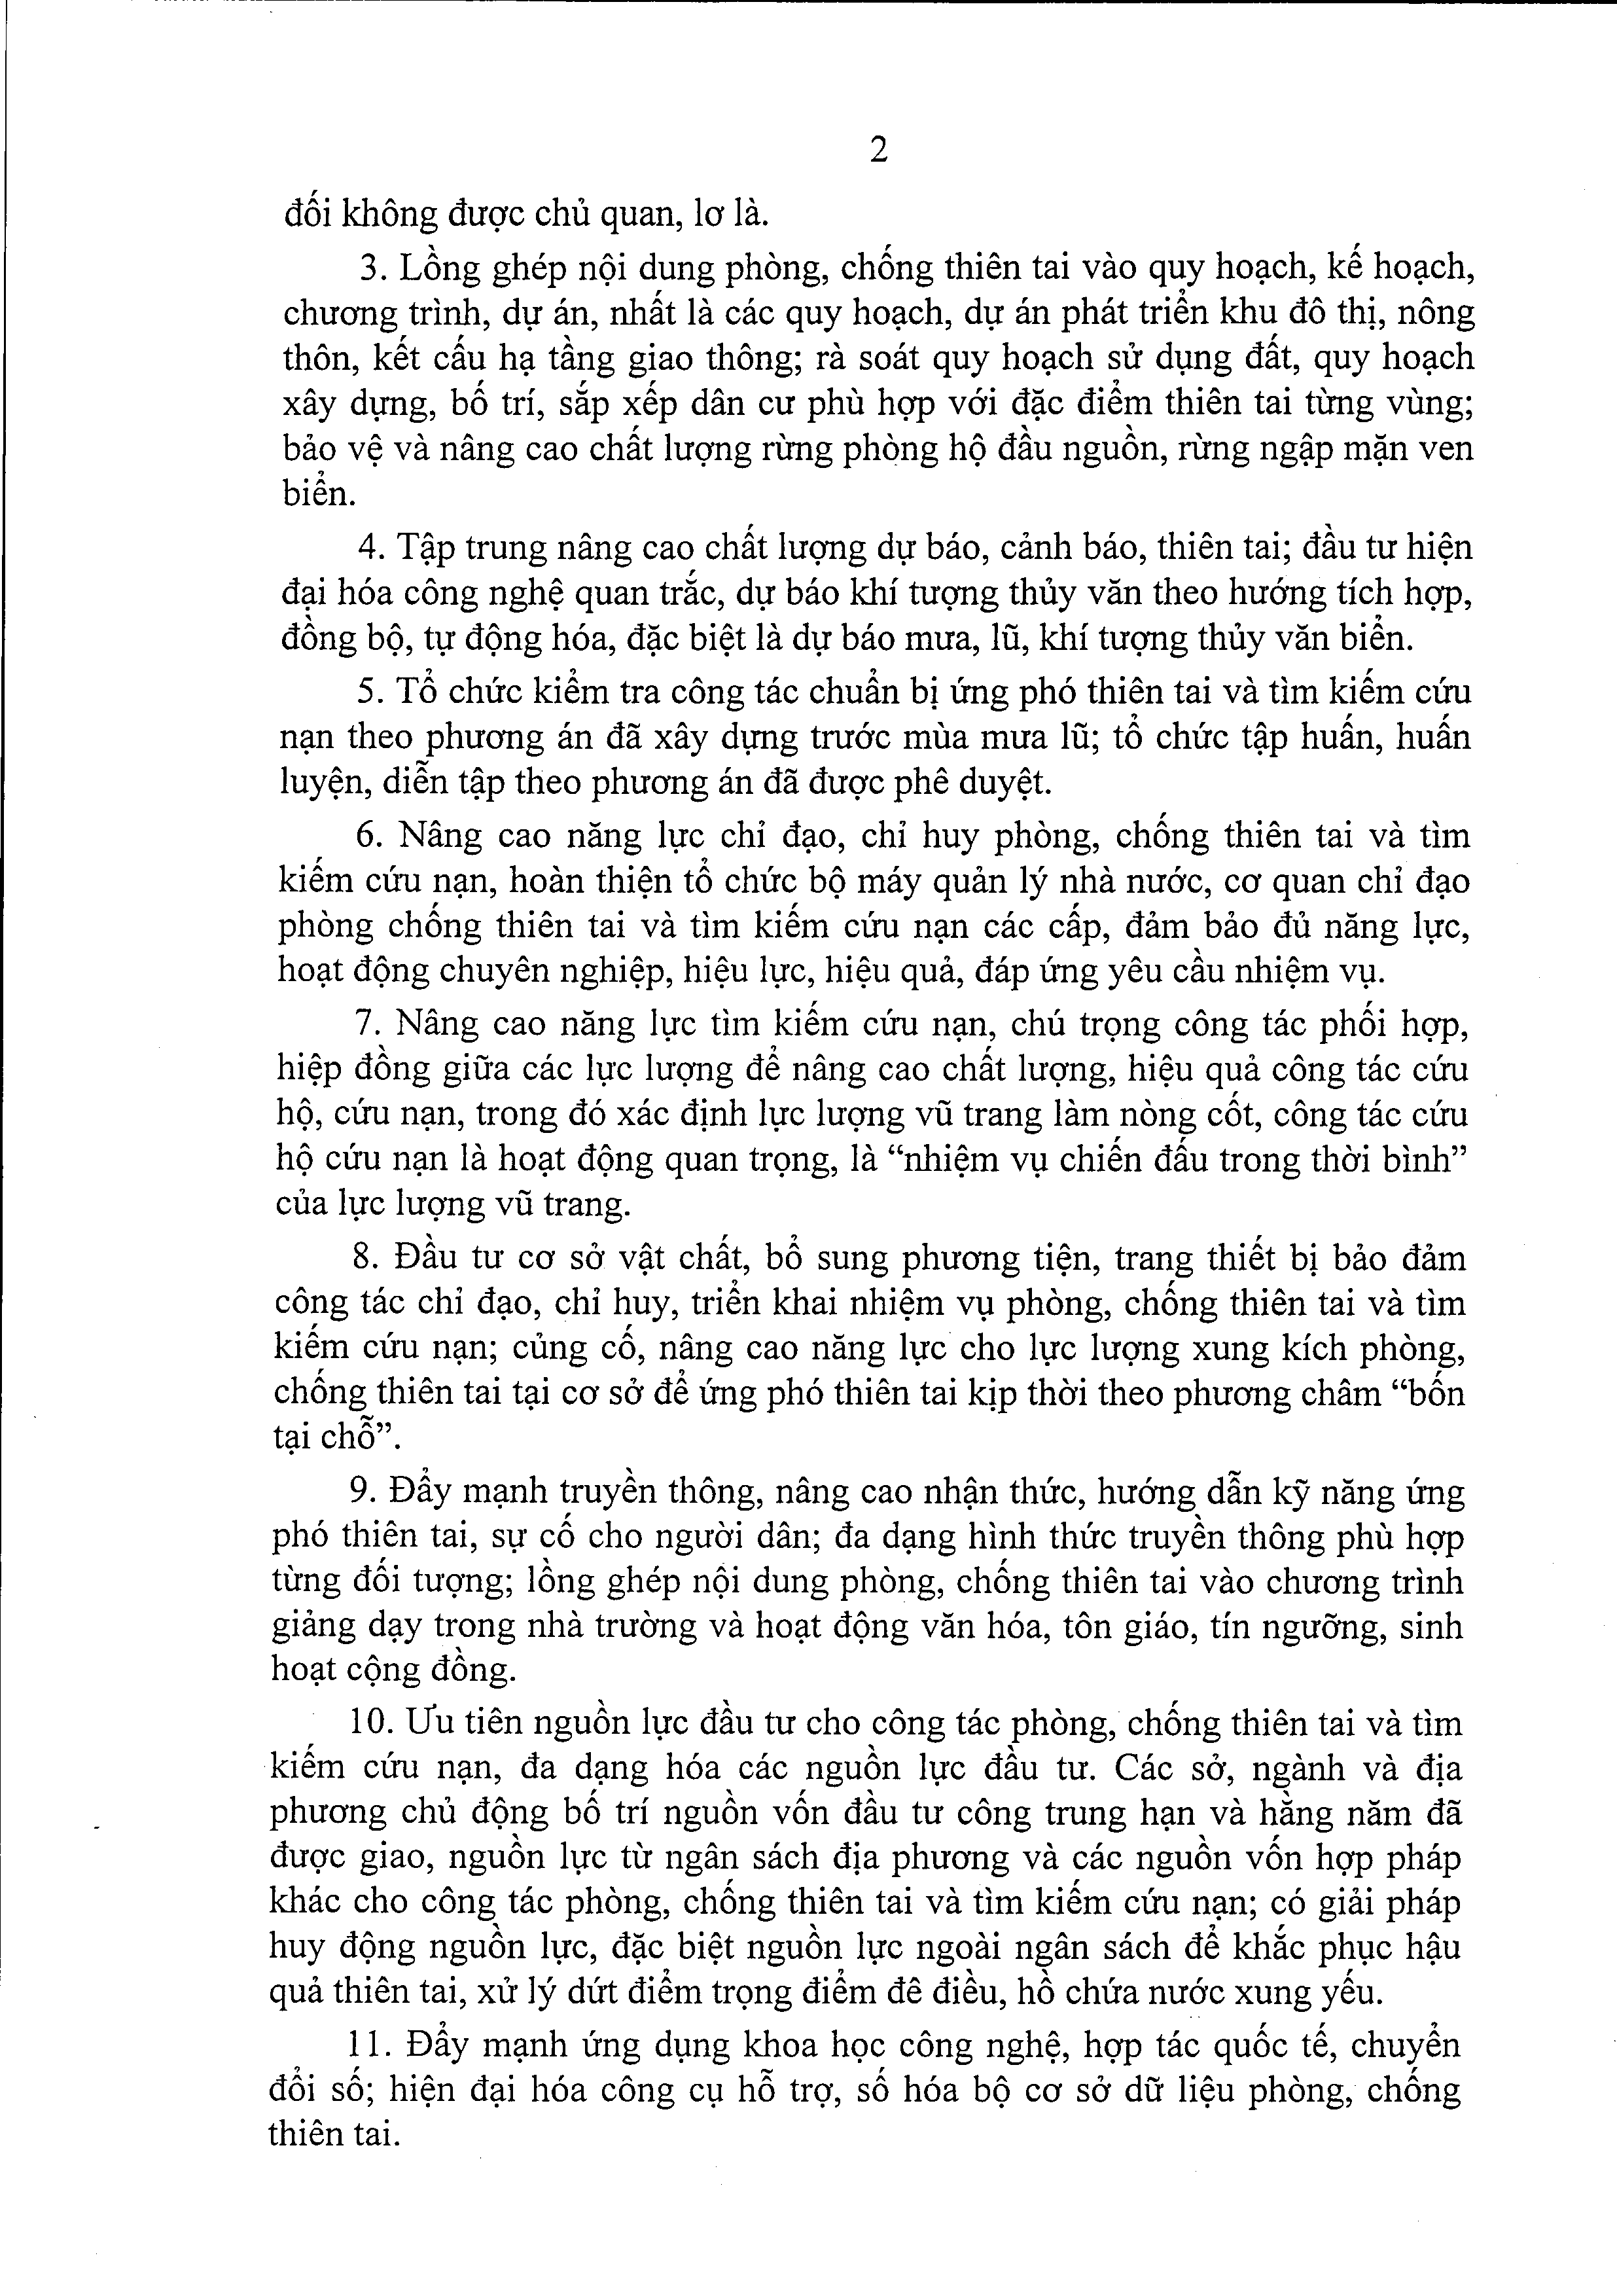 2
đối không được chủ quan, lơ là.
3. Lồng ghép nội dung phòng, chống thiên tai vào quy hoạch, kế hoạch,
chương trình, dự án, nhất là các quy hoạch, dự án phát triển khu đô thị, nông
thôn, kết cấu hạ tầng giao thông; rà soát quy hoạch sử dụng đất, quy hoạch
xây dựng, bố trí, sắp xếp dân cư phù hợp với đặc điểm thiên tai từng vùng;
bảo vệ và nâng cao chất lượng rừng phòng hộ đầu nguồn, rừng ngập mặn ven
biển.
4. Tập trung nâng cao chất lượng dự báo, cảnh báo, thiên tai; đầu tư hiện
đại hóa công nghệ quan trắc, dự báo khí tượng thủy văn theo hướng tích hợp,
đồng bộ, tự động hóa, đặc biệt là dự báo mưa, lũ, khí tượng thủy văn biển.
5. Tổ chức kiểm tra công tác chuẩn bị ứng phó thiên tai và tìm kiếm cứu
nạn theo phương án đã xây dựng trước mùa mưa lũ; tổ chức tập huấn, huấn
luyện, diễn tập theo phương án đã được phê duyệt.
6. Nâng cao năng lực chỉ đạo, chỉ huy phòng, chống thiên tai và tìm
kiếm cứu nạn, hoàn thiện tổ chức bộ máy quản lý nhà nước, cơ quan chỉ đạo
phòng chống thiên tai và tìm kiếm cứu nạn các cấp, đảm bảo đủ năng lực,
hoạt động chuyên nghiệp, hiệu lực, hiệu quả, đáp ứng yêu cầu nhiệm vụ.
7. Nâng cao năng lực tìm kiếm cứu nạn, chú trọng công tác phối hợp,
hiệp đồng giữa các lực lượng để nâng cao chất lượng, hiệu quả công tác cứu
hộ, cứu nạn, trong đó xác định lực lượng vũ trang làm nòng cốt, công tác cứu
hộ cứu nạn là hoạt động quan trọng, là “nhiệm vụ chiến đấu trong thời bình”
của lực lượng vũ trang.
8. Đầu tư cơ sở vật chất, bổ sung phương tiện, trang thiết bị bảo đảm
công tác chỉ đạo, chỉ huy, triển khai nhiệm vụ phòng, chống thiên tai và tìm
kiếm cứu nạn; củng cố, nâng cao năng lực cho lực lượng xung kích phòng,
chống thiên tai tại cơ sở để ứng phó thiên tai kịp thời theo phương châm “bốn
tại chỗ”.
9. Đẩy mạnh truyền thông, nâng cao nhận thức, hướng dẫn kỹ năng ứng
phó thiên tai, sự cố cho người dân; đa dạng hình thức truyền thông phù hợp
từng đối tượng; lồng ghép nội dung phòng, chống thiên tai vào chương trình
giảng dạy trong nhà trường và hoạt động văn hóa, tôn giáo, tín ngưỡng, sinh
hoạt cộng đồng.
10. Ưu tiên nguồn lực đầu tư cho công tác phòng, chống thiên tai và tìm
kiếm cứu nạn, đa dạng hóa các nguồn lực đầu tư. Các sở, ngành và địa
phương chủ động bố trí nguồn vốn đầu tư công trung hạn và hằng năm đã
được giao, nguồn lực từ ngân sách địa phương và các nguồn vốn hợp pháp
khác cho công tác phòng, chống thiên tai và tìm kiếm cứu nạn; có giải pháp
huy động nguồn lực, đặc biệt nguồn lực ngoài ngân sách để khắc phục hậu
quả thiên tai, xử lý dứt điểm trọng điểm đê điều, hồ chứa nước xung yếu.
11. Đẩy mạnh ứng dụng khoa học công nghệ, hợp tác quốc tế, chuyển
đổi số; hiện đại hóa công cụ hỗ trợ, số hóa bộ cơ sở dữ liệu phòng, chống
thiên tai.